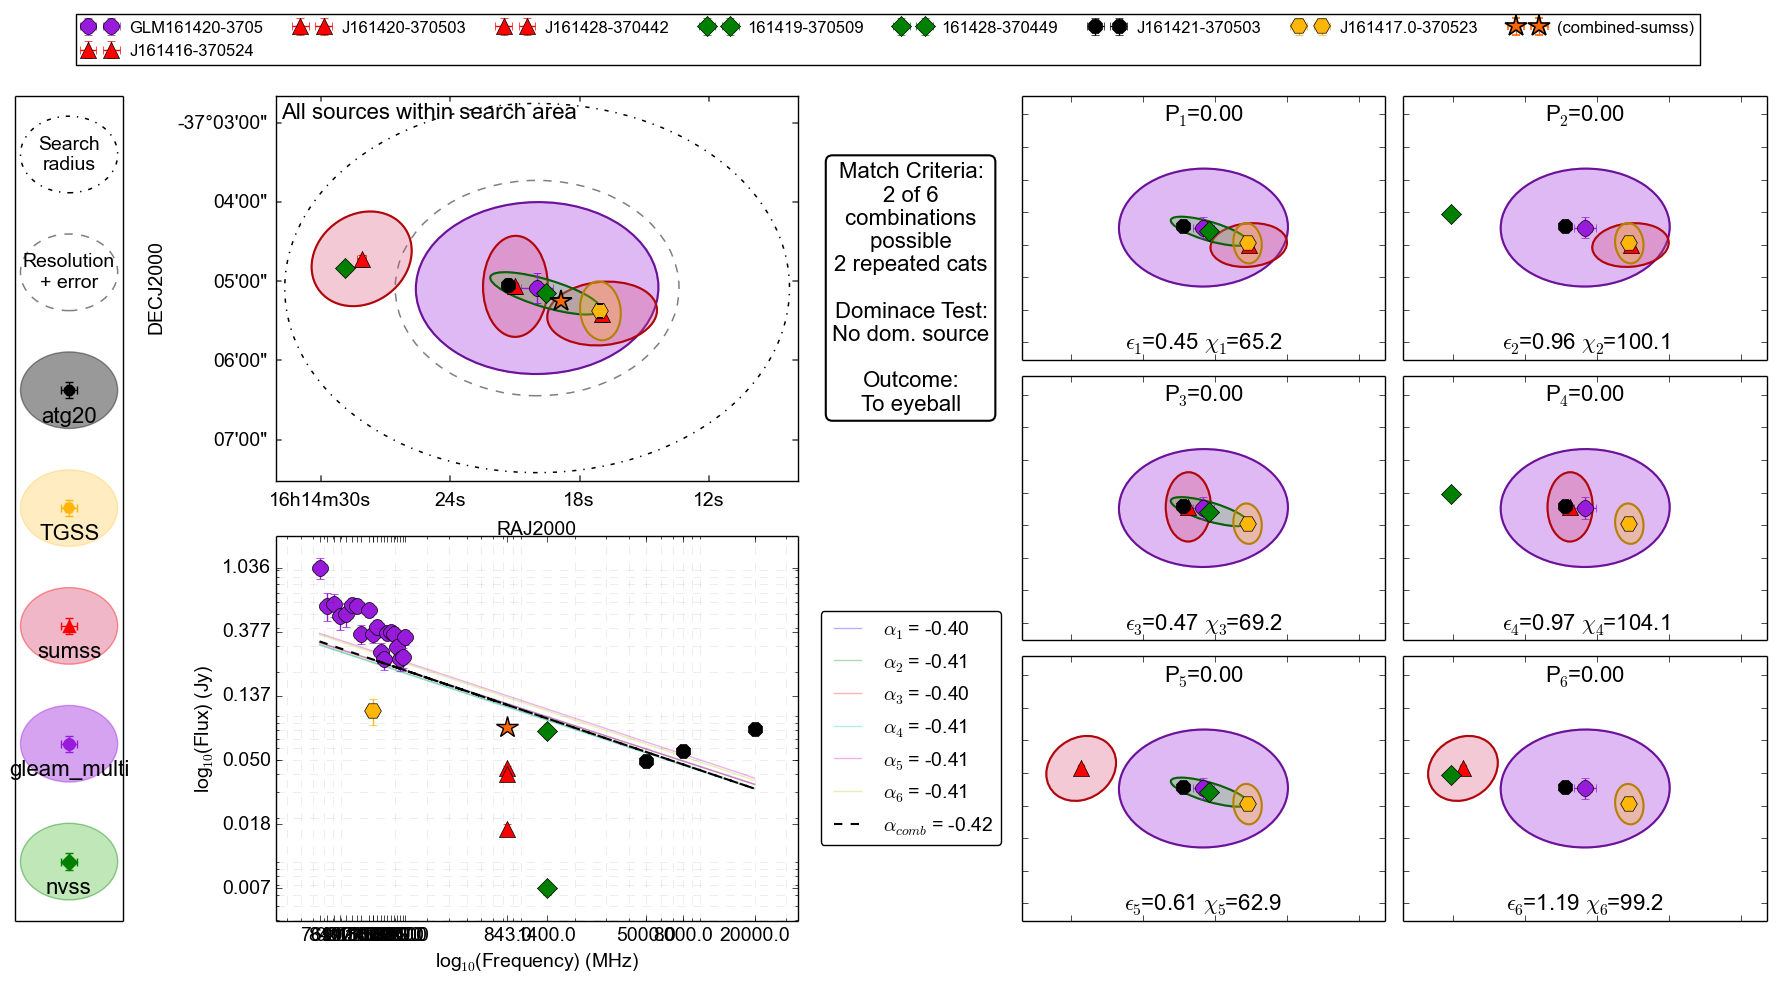 GLM161420-3705 J161420-370503 J161428-370442 161419-370509 161428-370449 J161421-370503 J161417.0-370523 (combined-sumss)
J161416-370524
Search
radius
Resolution
+ error
atg20
TGSS
sumss
gleam_multi
nvss
All sources within search area
DECJ2000
-37°03'00"
04'00"
05'00"
06'00"
07'00"
16h14m30s 24s 18s 12s
RAJ2000
Match Criteria:
2 of 6
combinations
possible
2 repeated cats
Dominace Test:
No dom. source
Outcome:
To eyeball
log10(Flux) (Jy)
1.036
0.377
0.137
0.050
0.018
0.007
843.0 1400.0 5000.0 8000.0 20000.0
log10(Frequency) (MHz)
α1 = -0.40
α2 = -0.41
α3 = -0.40
α4 = -0.41
α5 = -0.41
α6 = -0.41
αcomb = -0.42
P1=0.00
ϵ1=0.45 χ1=65.2
P2=0.00
ϵ2=0.96 χ2=100.1
P3=0.00
ϵ3=0.47 χ3=69.2
P4=0.00
ϵ4=0.97 χ4=104.1
P5=0.00
ϵ5=0.61 χ5=62.9
P6=0.00
ϵ6=1.19 χ6=99.2